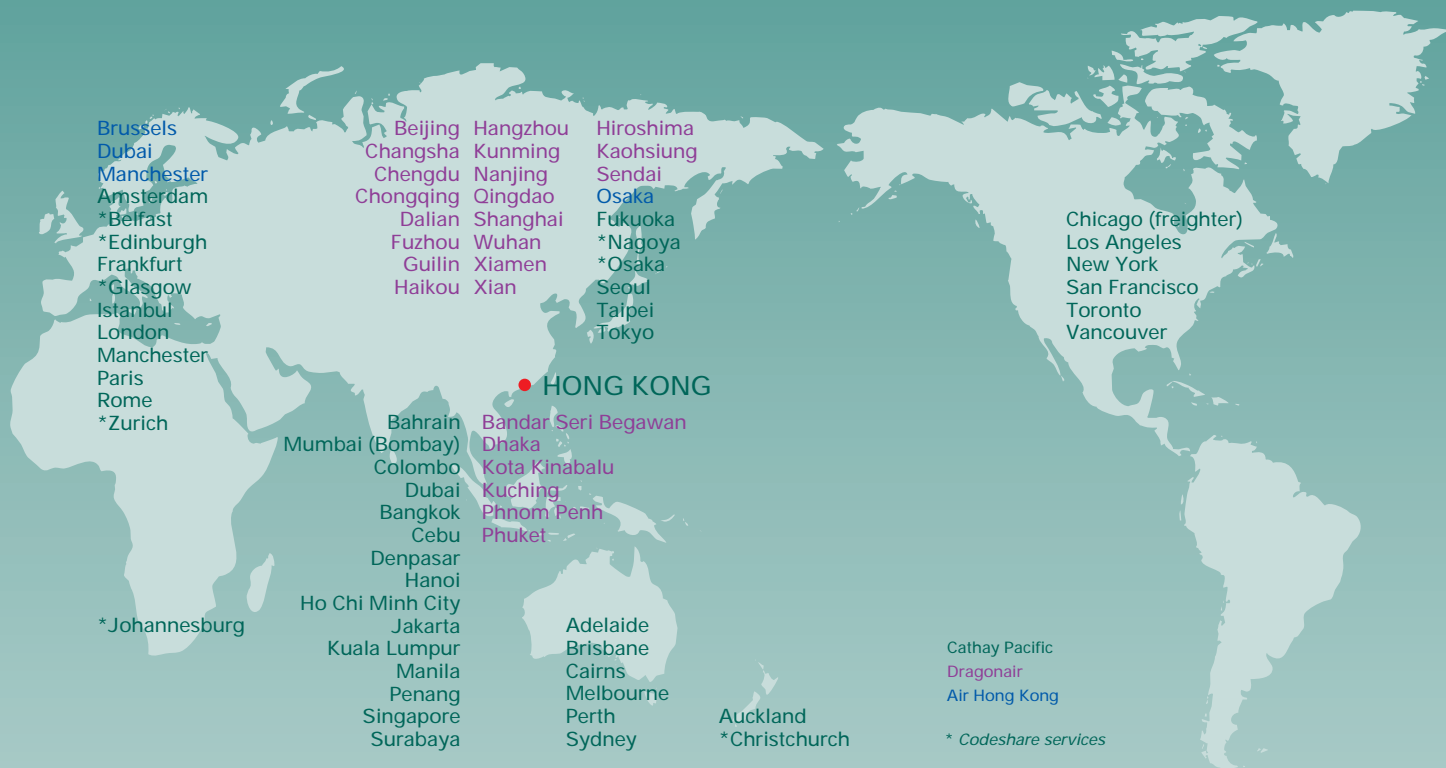 Brussels
Dubai
Manchester
Amsterdam
*Belfast
*Edinburgh
Frankfurt
*Glasgow
Istanbul
London
Manchester
Paris
Rome
*Zurich
*Johannesburg
Beijing
Changsha
Chengdu
Chongqing
Dalian
Fuzhou
Guilin
Haikou
Hangzhou
Kunming
Nanjing
Qingdao
Shanghai
Wuhan
Xiamen
Xian
Hiroshima
Kaohsiung
Sendai
Osaka
Fukuoka
*Nagoya
*Osaka
Seoul
Taipei
Tokyo
Chicago (freighter)
Los Angeles
New York
San Francisco
Toronto
Vancouver
HONG KONG
Bahrain
Mumbai (Bombay)
Colombo
Dubai
Bangkok
Cebu
Denpasar
Hanoi
Ho Chi Minh City
Jakarta
Kuala Lumpur
Manila
Penang
Singapore
Surabaya
Bandar Seri Begawan
Dhaka
Kota Kinabalu
Kuching
Phnom Penh
Phuket
Adelaide
Brisbane
Cairns
Melbourne
Perth
Sydney
Auckland
*Christchurch
Cathay Pacific
Dragonair
Air Hong Kong
* Codeshare services